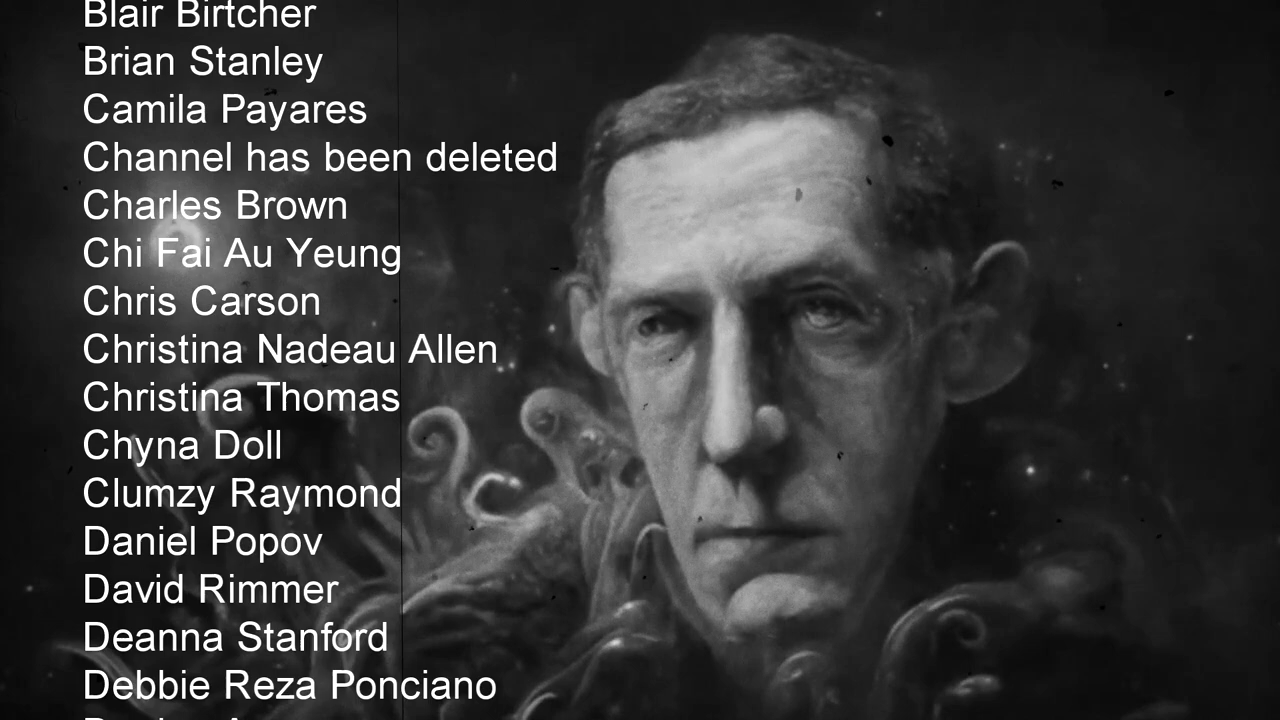 Blair Birtcher
Brian Stanley
Camila Payares
Channel has been deleted
Charles Brown
Chi Fai Au Yeung
Chris Carson
Christina Nadeau Allen
Christina Thomas
Chyna Doll
Clumzy Raymond
Daniel Popov
David Rimmer
Deanna Stanford
Debbie Reza Ponciano